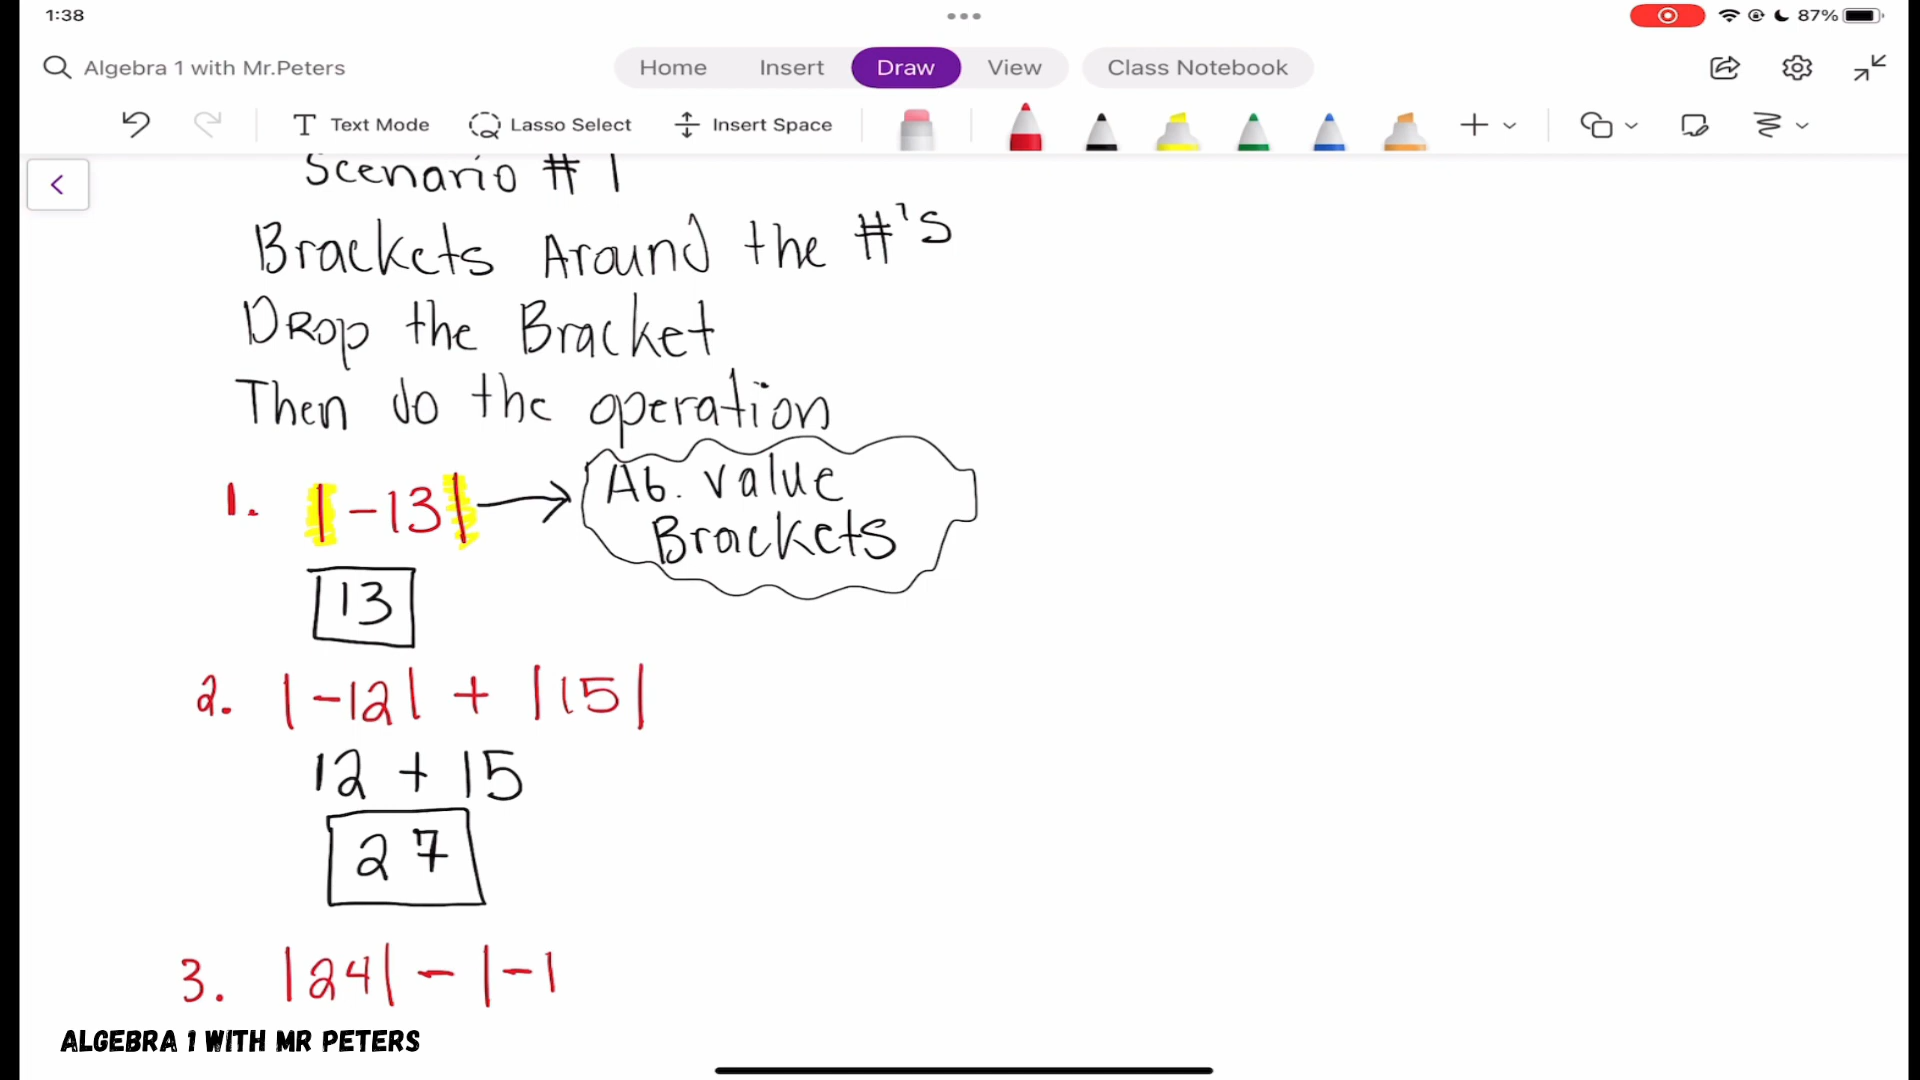 1:38
87%
Algebra 1 with Mr.Peters
Home Insert Draw View Class Notebook
Text Mode Lasso Select Insert Space
Scenario # 1
Brackets Around the #'s
Drop the Bracket
Then do the operation
1. |-13|
Ab. value
Brackets
13
2. |-12| + |15|
12 + 15
27
3. |24| - |-1
ALGEBRA 1 WITH MR PETERS